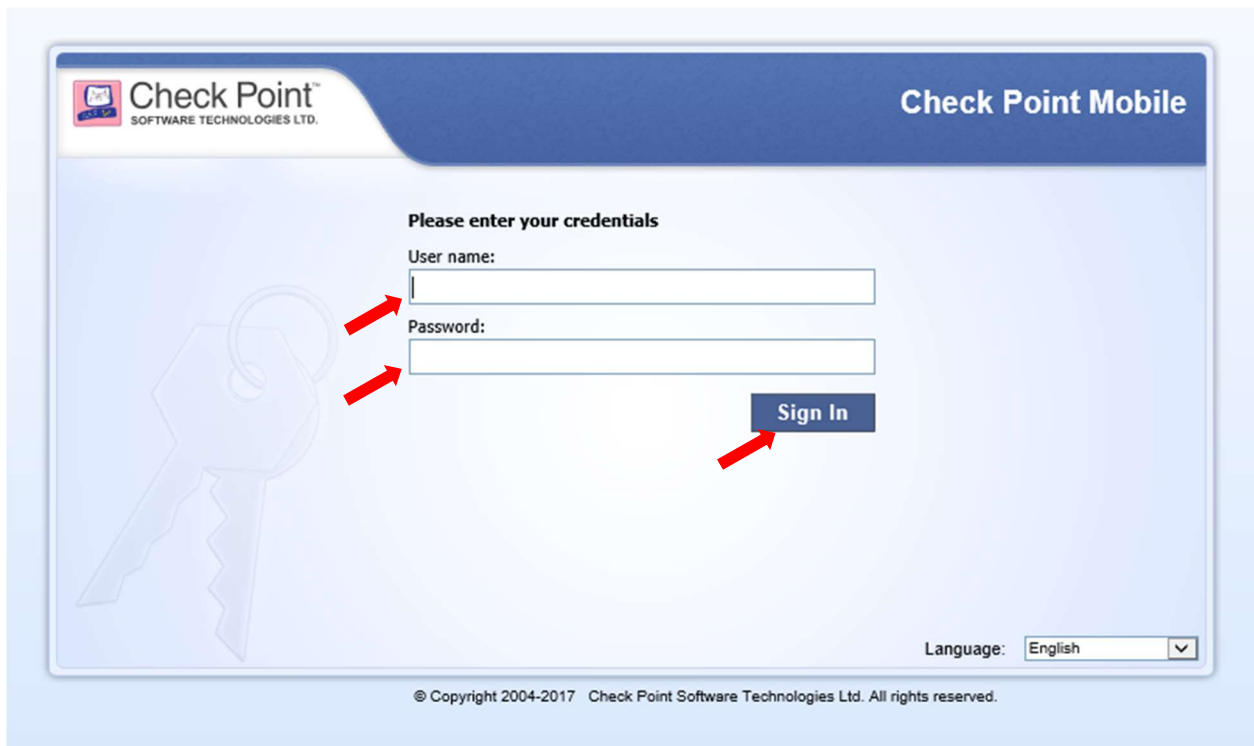 Check Point™
SOFTWARE TECHNOLOGIES LTD.
Check Point Mobile
Please enter your credentials
User name:
Password:
Sign In
Language: English
© Copyright 2004-2017 Check Point Software Technologies Ltd. All rights reserved.